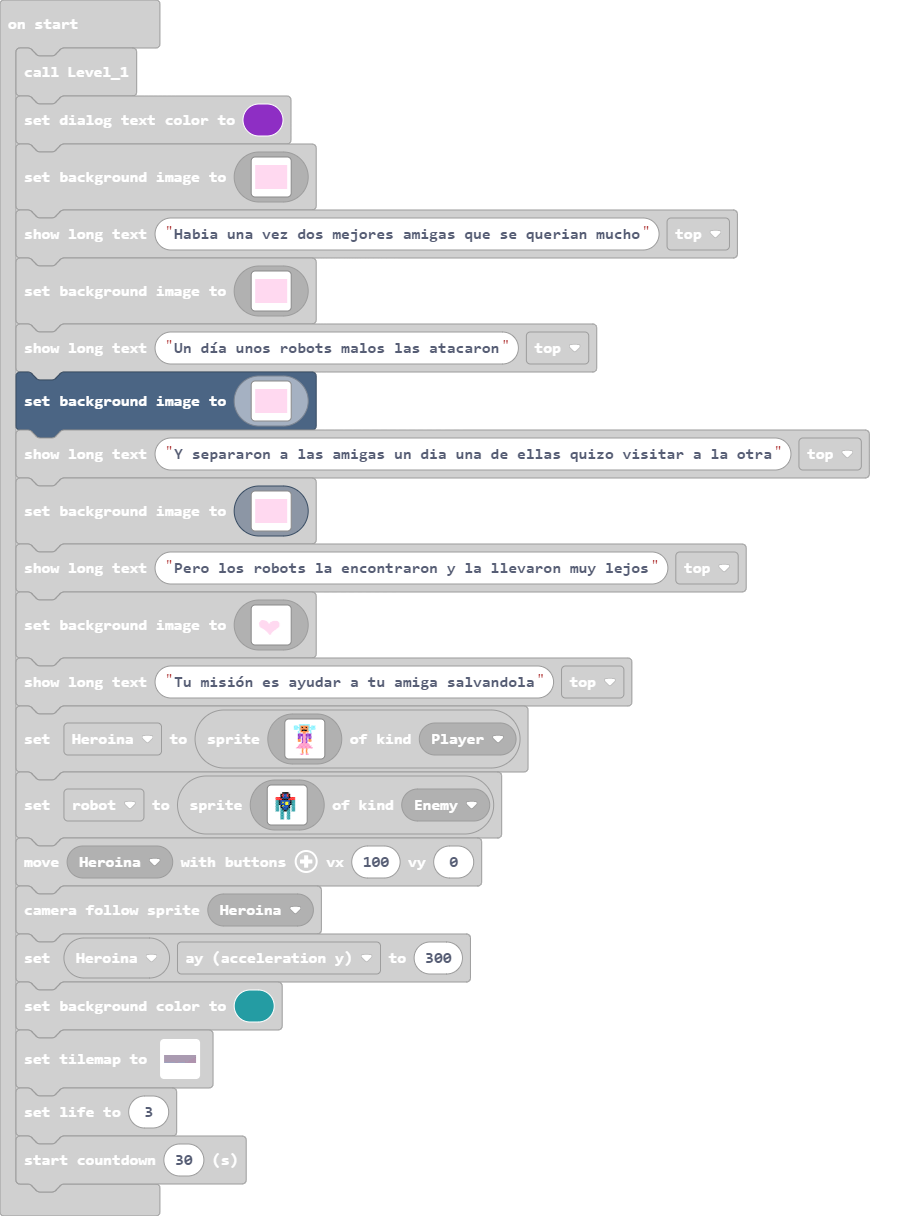 on start
call Level_1
set dialog text color to
set background image to
show long text "Habia una vez dos mejores amigas que se querian mucho" top
set background image to
show long text "Un día unos robots malos las atacaron" top
set background image to
show long text "Y separaron a las amigas un dia una de ellas quizo visitar a la otra" top
set background image to
show long text "Pero los robots la encontraron y la llevaron muy lejos" top
set background image to
show long text "Tu misión es ayudar a tu amiga salvandola" top
set Heroina to sprite of kind Player
set robot to sprite of kind Enemy
move Heroina with buttons vx 100 vy 0
camera follow sprite Heroina
set Heroina ay (acceleration y) to 300
set background color to
set tilemap to
set life to 3
start countdown 30 (s)